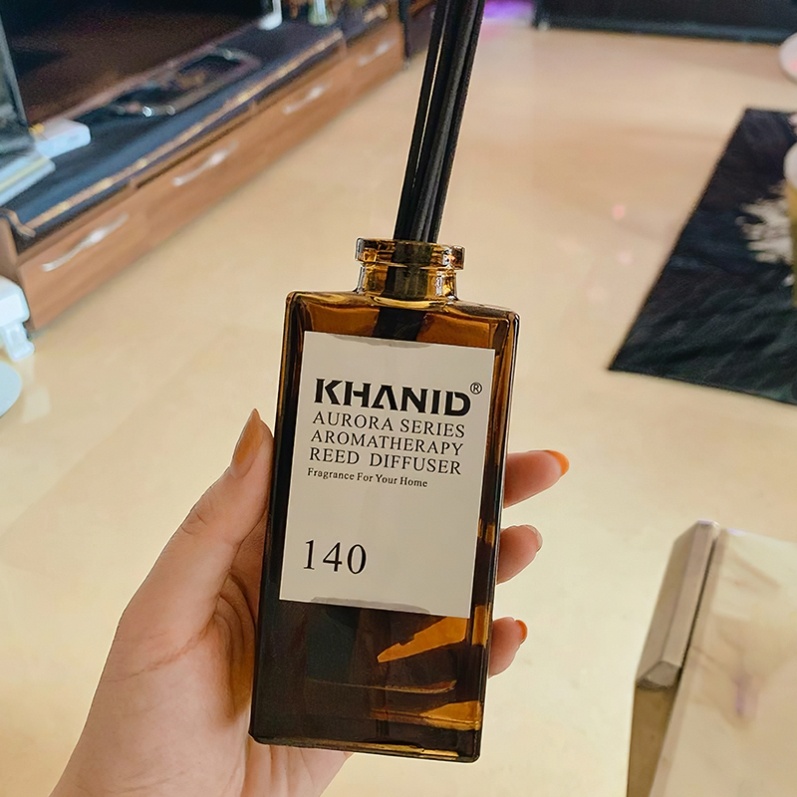 KHANID®
AURORA SERIES
AROMATHERAPY
REED DIFFUSER
Fragrance For Your Home
140